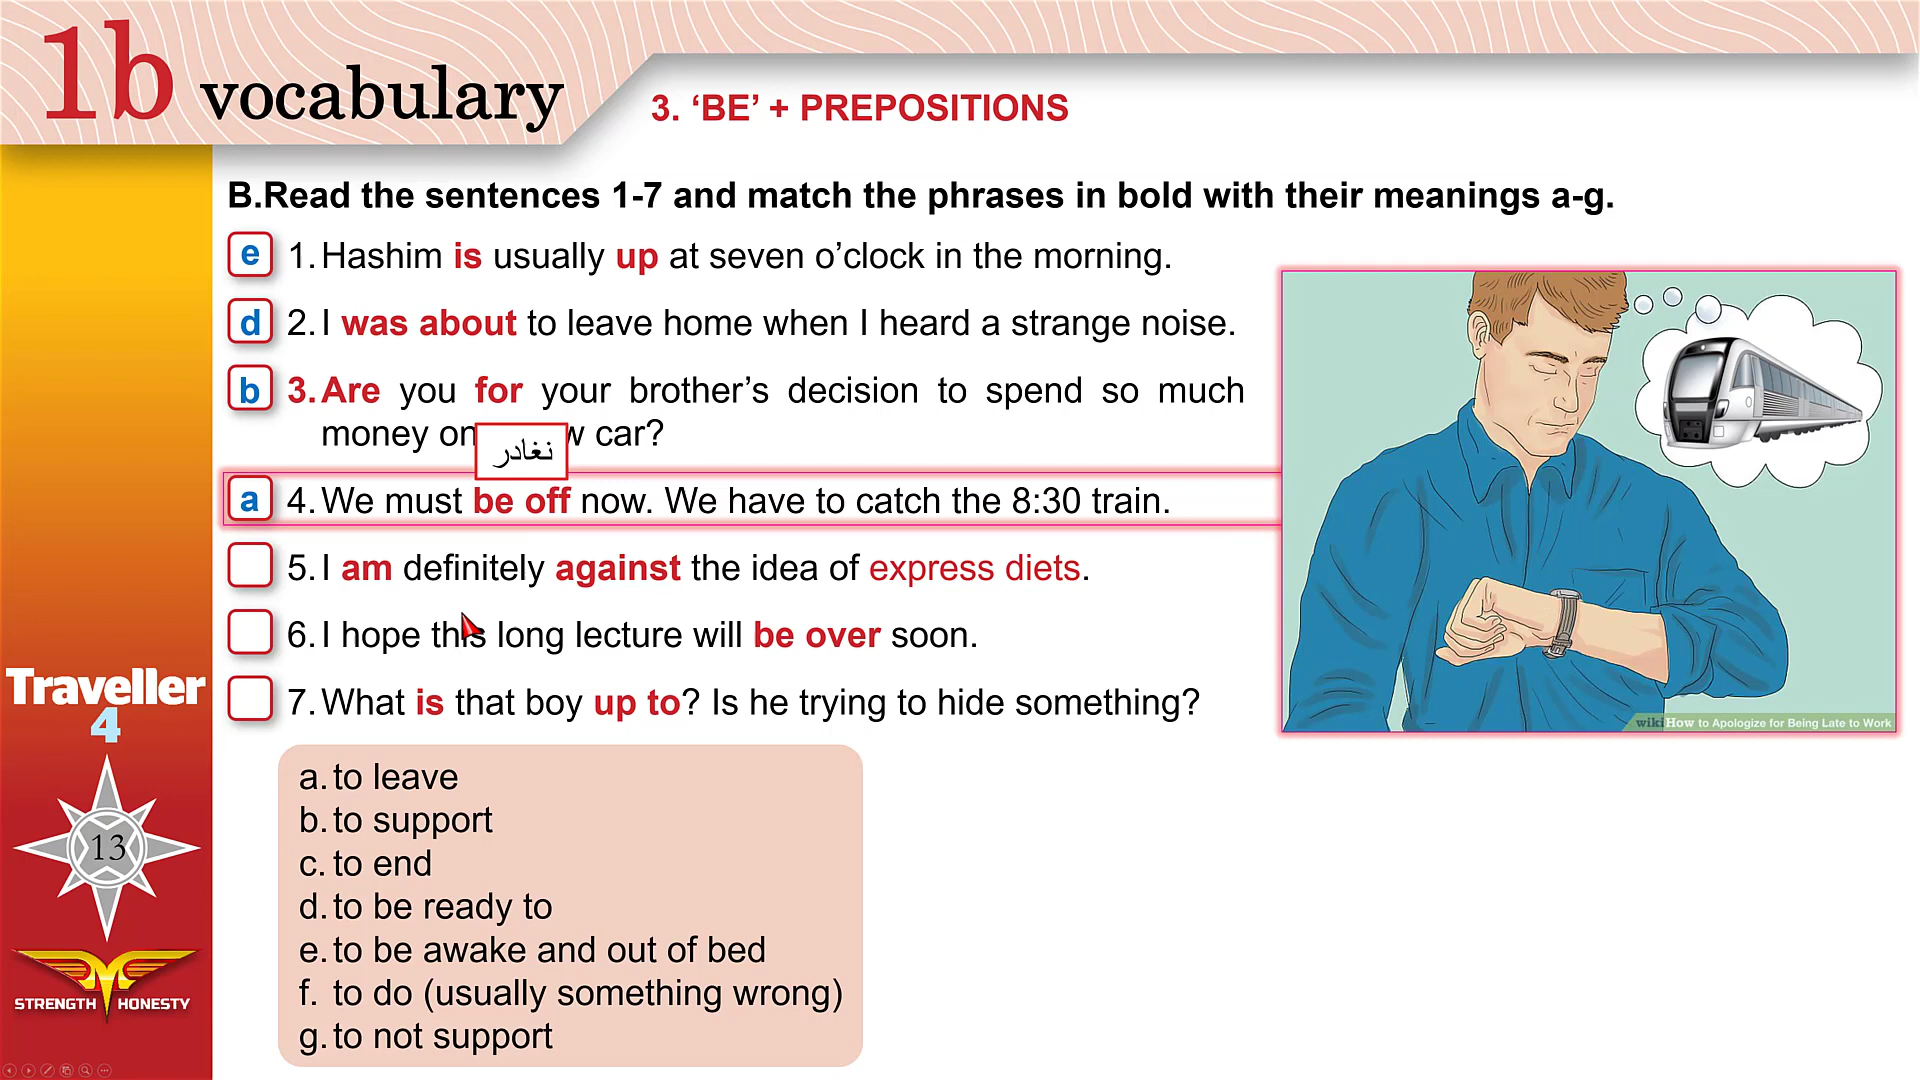 1b vocabulary
3. ‘BE’ + PREPOSITIONS
B.Read the sentences 1-7 and match the phrases in bold with their meanings a-g.
e 1. Hashim is usually up at seven o’clock in the morning.
d 2. I was about to leave home when I heard a strange noise.
b 3. Are you for your brother’s decision to spend so much
money on w car?
نغادر
a 4. We must be off now. We have to catch the 8:30 train.
5. I am definitely against the idea of express diets.
6. I hope this long lecture will be over soon.
7. What is that boy up to? Is he trying to hide something?
wikiHow to Apologize for Being Late to Work
a. to leave
b. to support
c. to end
d. to be ready to
e. to be awake and out of bed
f. to do (usually something wrong)
g. to not support
Traveller
4
13
STRENGTH HONESTY